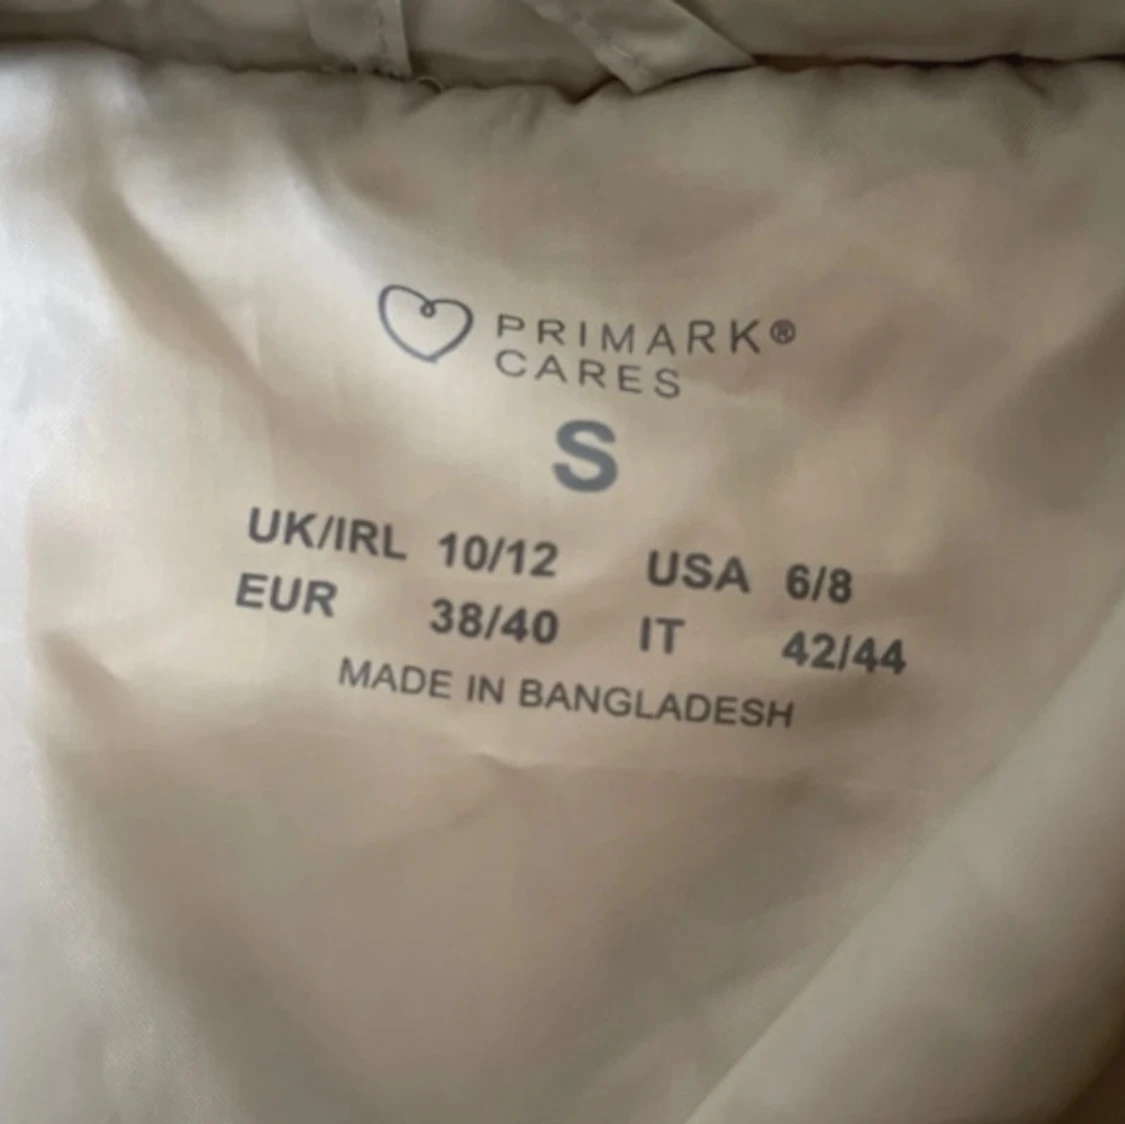 PRIMARK®
CARES
S
UK/IRL 10/12 USA 6/8
EUR 38/40 IT 42/44
MADE IN BANGLADESH